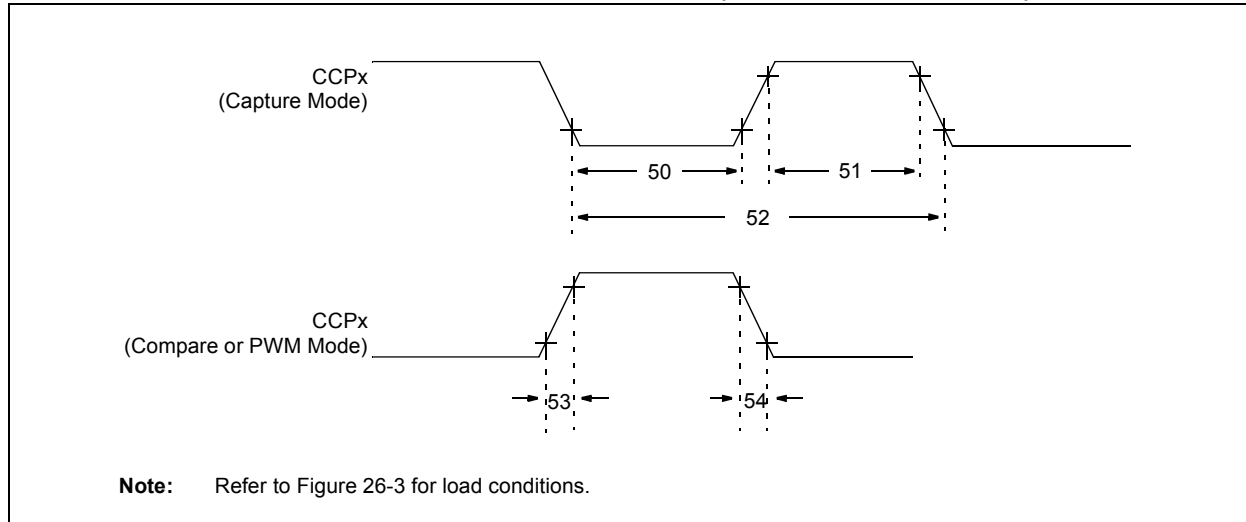 CCPx
(Capture Mode)
50
51
52
CCPx
(Compare or PWM Mode)
53
54
Note: Refer to Figure 26-3 for load conditions.